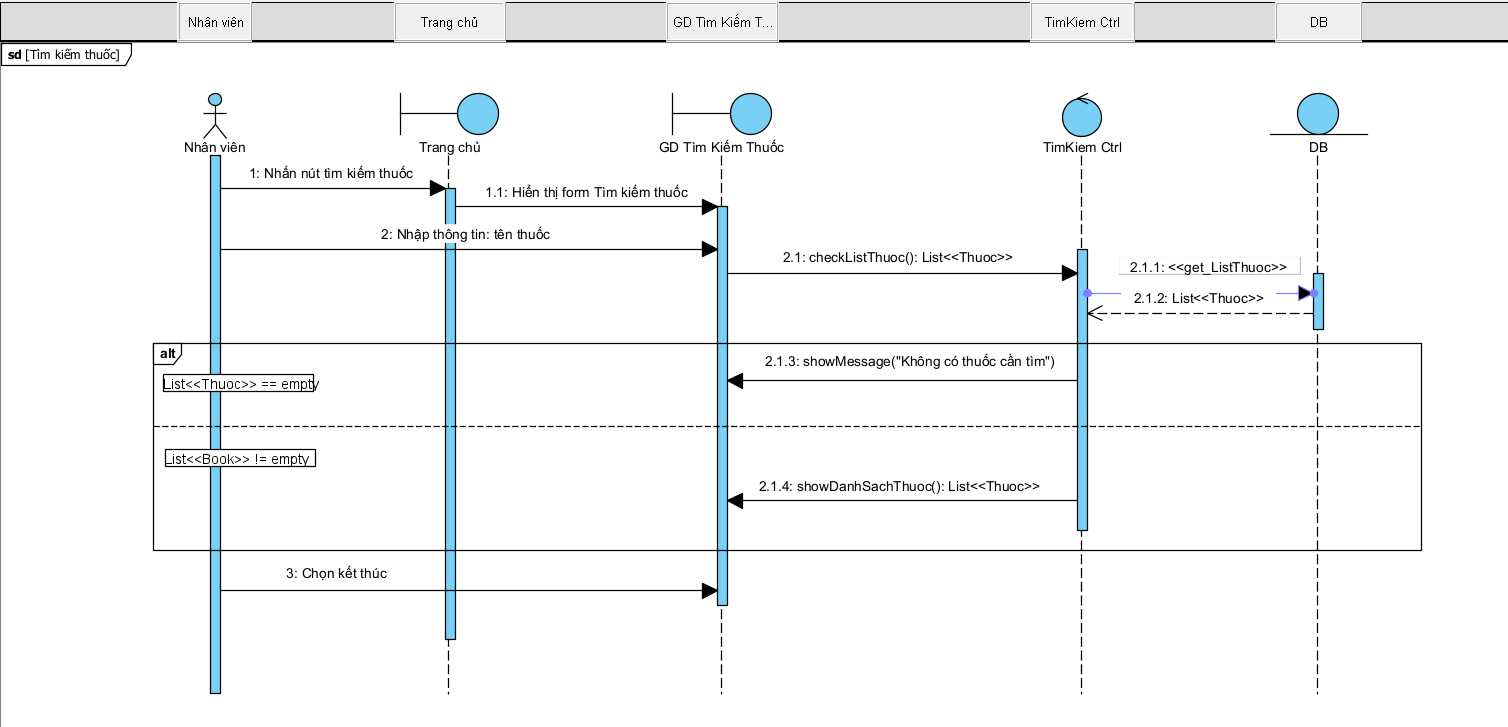 Nhân viên
Trang chủ
GD Tìm Kiếm T...
TimKiem Ctrl
DB
sd [Tìm kiếm thuốc]
Nhân viên
Trang chủ
GD Tìm Kiếm Thuốc
TimKiem Ctrl
DB
1: Nhấn nút tìm kiếm thuốc
1.1: Hiển thị form Tìm kiếm thuốc
2: Nhập thông tin: tên thuốc
2.1: checkListThuoc(): List<<Thuoc>>
2.1.1: <<get_ListThuoc>>
2.1.2: List<<Thuoc>>
alt
2.1.3: showMessage("Không có thuốc cần tìm")
List<<Thuoc>> == empty
List<<Book>> != empty
2.1.4: showDanhSachThuoc(): List<<Thuoc>>
3: Chọn kết thúc